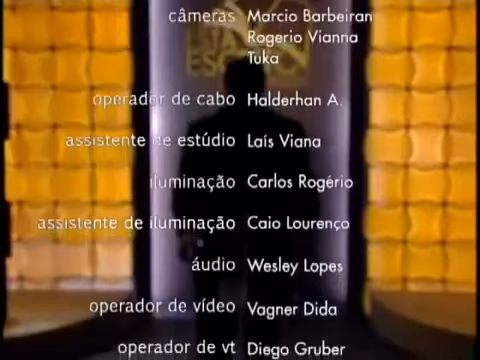 câmeras Marcio Barbeiran
Rogerio Vianna
Tuka
operador de cabo Halderhan A.
assistente de estúdio Laís Viana
iluminação Carlos Rogério
assistente de iluminação Caio Lourenço
áudio Wesley Lopes
operador de vídeo Vagner Dida
operador de vt Diego Gruber